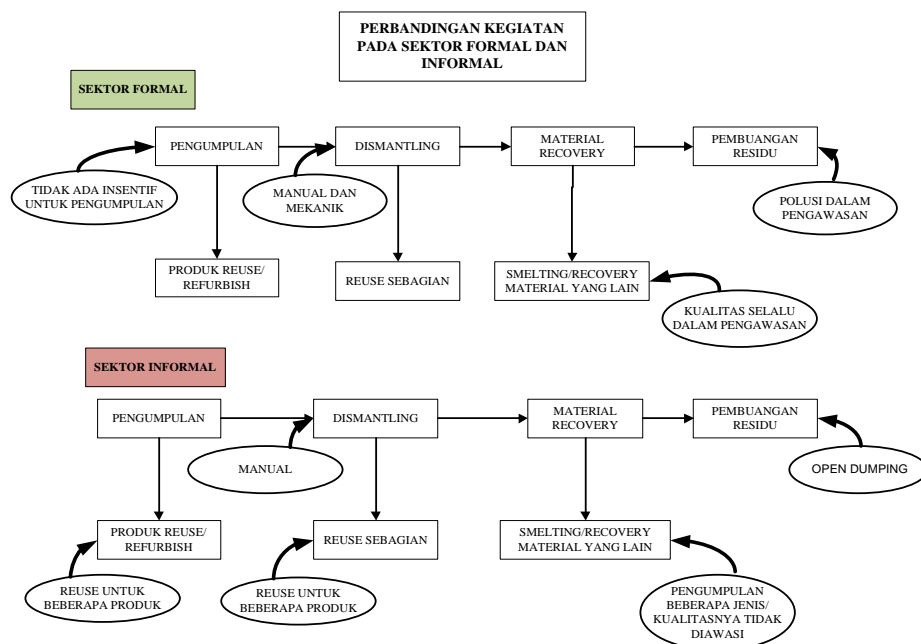 PERBANDINGAN KEGIATAN
PADA SEKTOR FORMAL DAN
INFORMAL
SEKTOR FORMAL
PENGUMPULAN
DISMANTLING
MATERIAL
RECOVERY
PEMBUANGAN
RESIDU
TIDAK ADA INSENTIF
UNTUK PENGUMPULAN
MANUAL DAN
MEKANIK
POLUSI DALAM
PENGAWASAN
PRODUK REUSE/
REFURBISH
REUSE SEBAGIAN
SMELTING/RECOVERY
MATERIAL YANG LAIN
KUALITAS SELALU
DALAM PENGAWASAN
SEKTOR INFORMAL
PENGUMPULAN
DISMANTLING
MATERIAL
RECOVERY
PEMBUANGAN
RESIDU
MANUAL
OPEN DUMPING
PRODUK REUSE/
REFURBISH
REUSE SEBAGIAN
SMELTING/RECOVERY
MATERIAL YANG LAIN
REUSE UNTUK
BEBERAPA PRODUK
REUSE UNTUK
BEBERAPA PRODUK
PENGUMPULAN
BEBERAPA JENIS/
KUALITASNYA TIDAK
DIAWASI